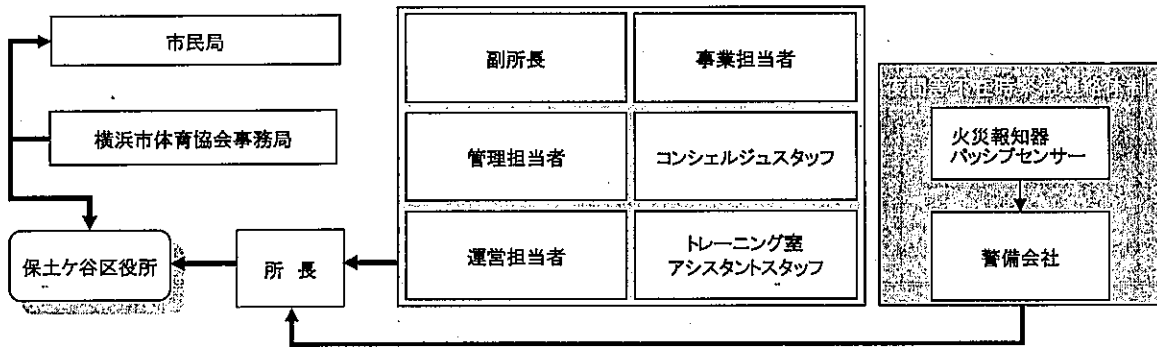 市民局
横浜市体育協会事務局
保土ケ谷区役所
所 長
副所長
事業担当者
管理担当者
コンシェルジュスタッフ
運営担当者
トレーニング室
アシスタントスタッフ
火災報知器
パッシブセンサー
警備会社